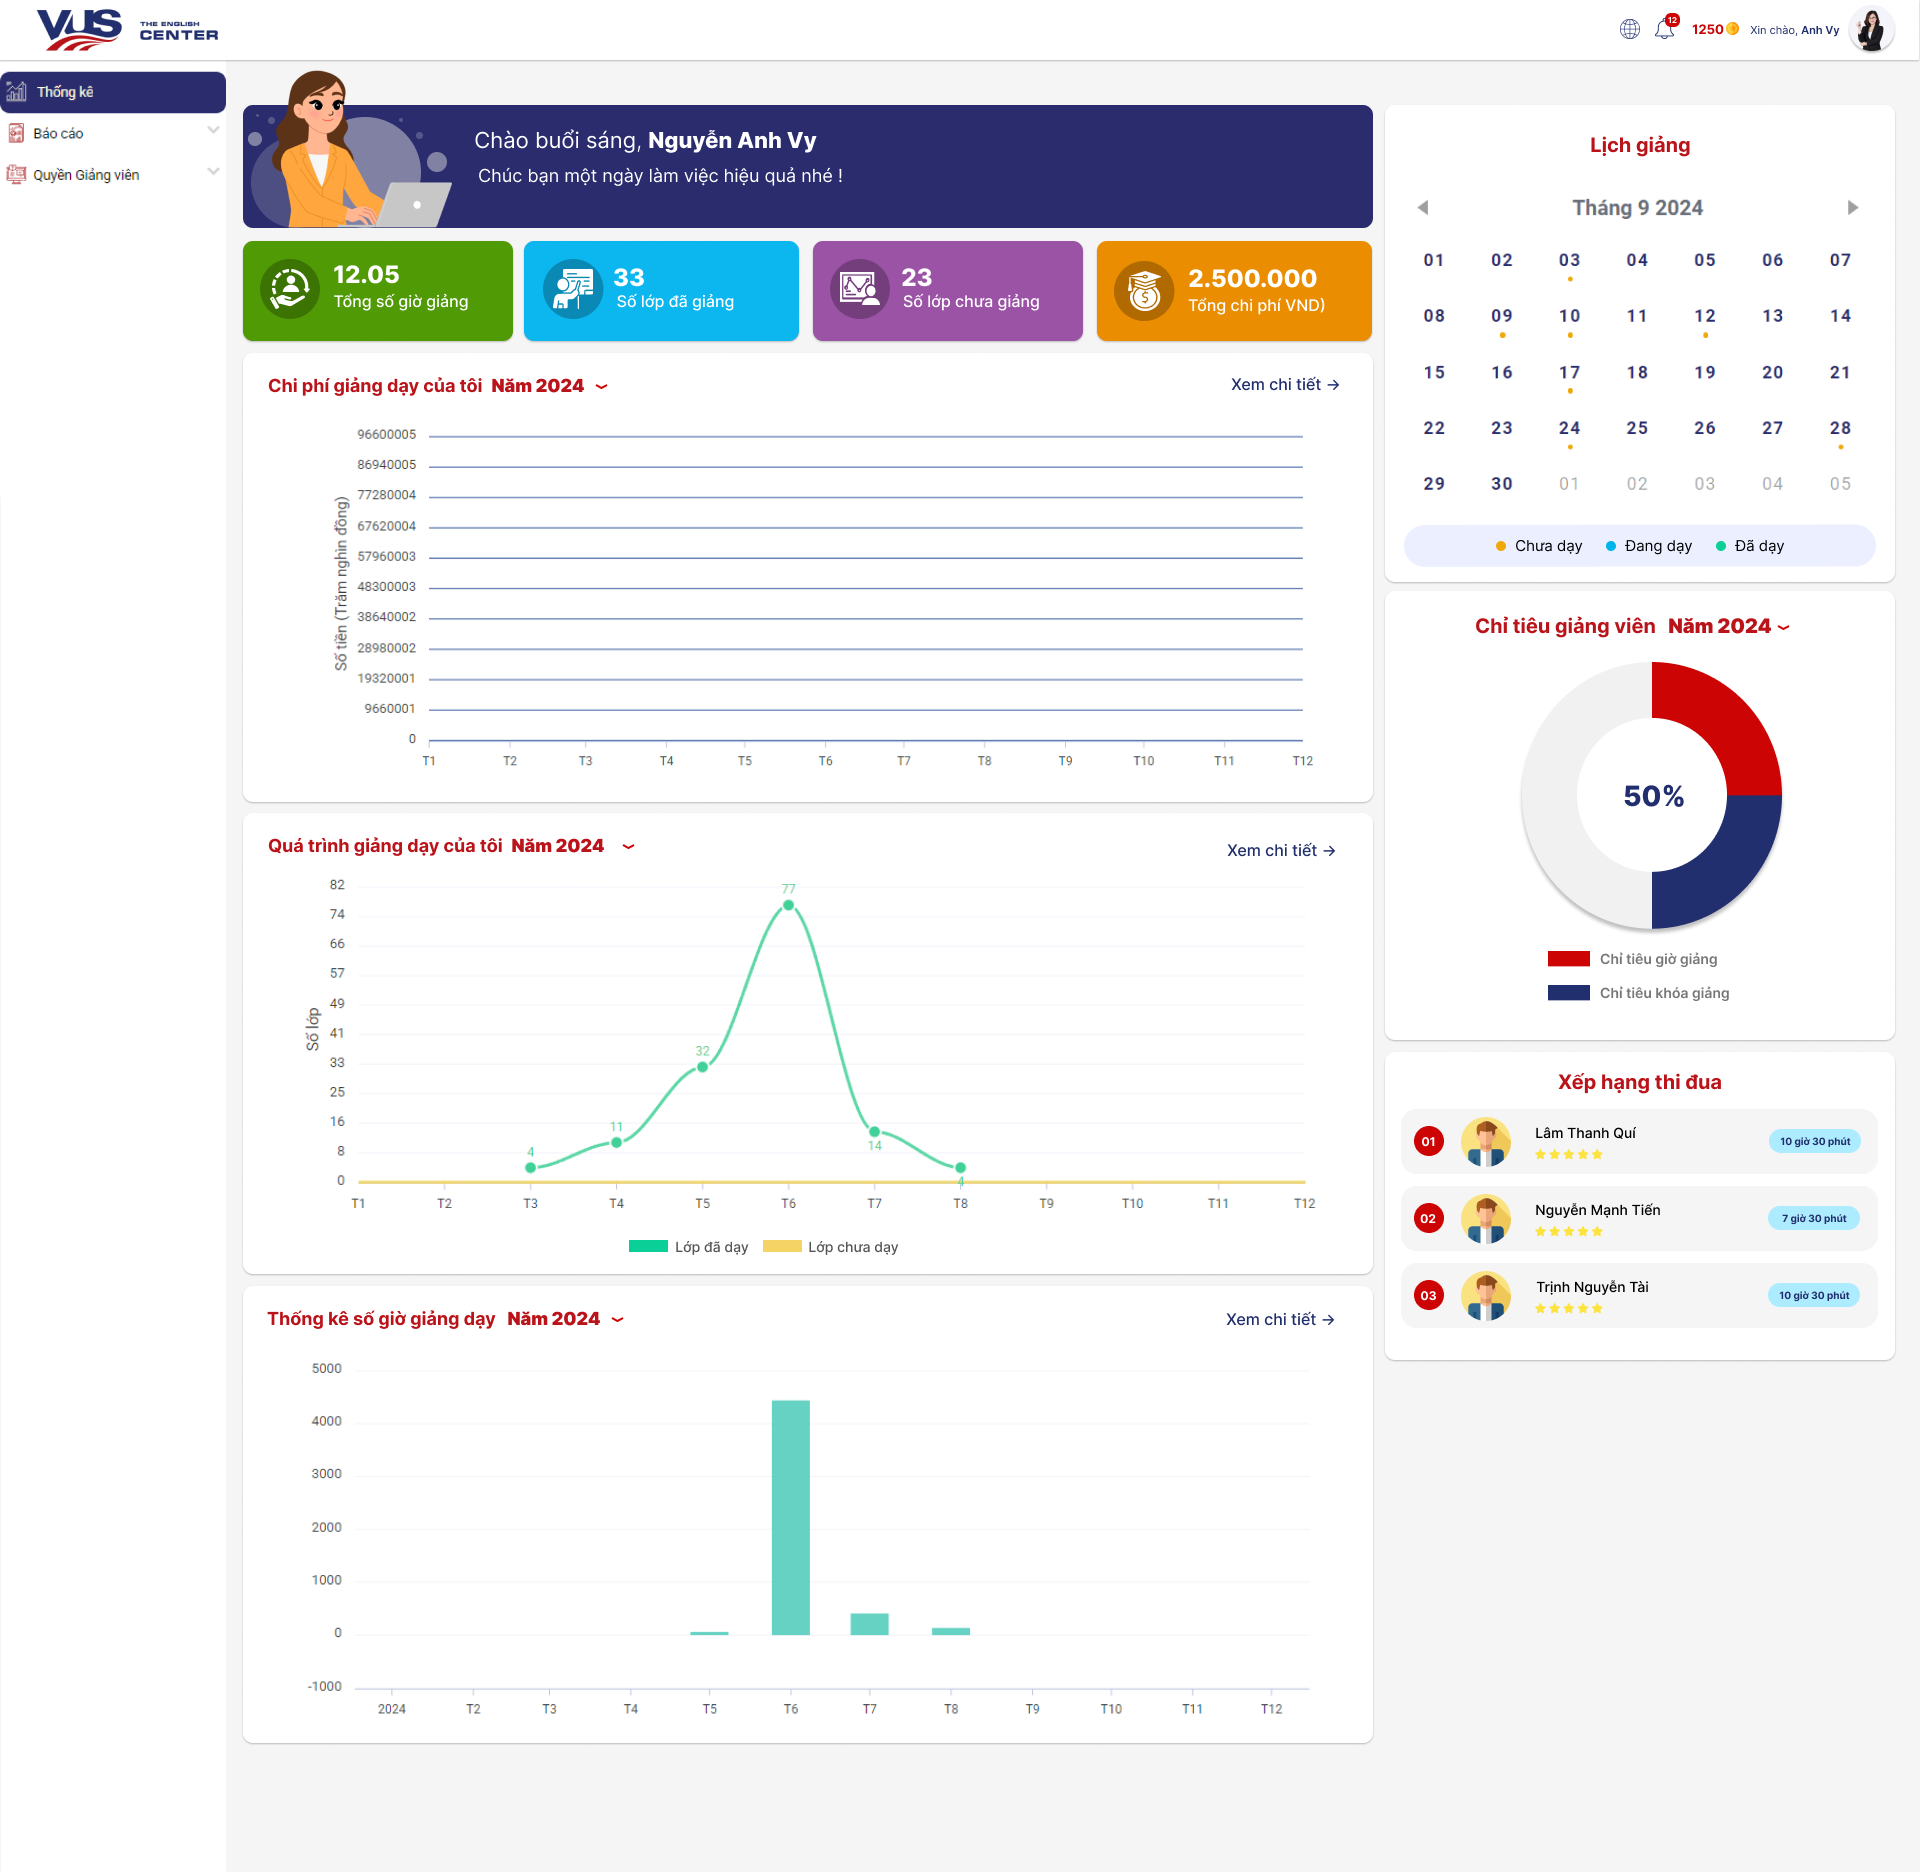 VUS THE ENGLISH CENTER
12
1250
Xin chào, Anh Vy
Thống kê
Báo cáo
Quyền Giảng viên
Chào buổi sáng, Nguyễn Anh Vy
Chúc bạn một ngày làm việc hiệu quả nhé !
12.05
Tổng số giờ giảng
33
Số lớp đã giảng
23
Số lớp chưa giảng
2.500.000
Tổng chi phí VND)
Chi phí giảng dạy của tôi Năm 2024
Xem chi tiết →
Số tiền (Trăm nghìn đồng)
96600005
86940005
77280004
67620004
57960003
48300003
38640002
28980002
19320001
9660001
0
T1 T2 T3 T4 T5 T6 T7 T8 T9 T10 T11 T12
Quá trình giảng dạy của tôi Năm 2024
Xem chi tiết →
Số lớp
82
74
66
57
49
41
33
25
16
8
0
4 11 32 77 14 4
T1 T2 T3 T4 T5 T6 T7 T8 T9 T10 T11 T12
Lớp đã dạy Lớp chưa dạy
Thống kê số giờ giảng dạy Năm 2024
Xem chi tiết →
5000
4000
3000
2000
1000
0
-1000
2024 T2 T3 T4 T5 T6 T7 T8 T9 T10 T11 T12
Lịch giảng
Tháng 9 2024
01 02 03 04 05 06 07
08 09 10 11 12 13 14
15 16 17 18 19 20 21
22 23 24 25 26 27 28
29 30 01 02 03 04 05
Chưa dạy Đang dạy Đã dạy
Chỉ tiêu giảng viên Năm 2024
50%
Chỉ tiêu giờ giảng
Chỉ tiêu khóa giảng
Xếp hạng thi đua
01 Lâm Thanh Quí 10 giờ 30 phút
02 Nguyễn Mạnh Tiến 7 giờ 30 phút
03 Trịnh Nguyễn Tài 10 giờ 30 phút